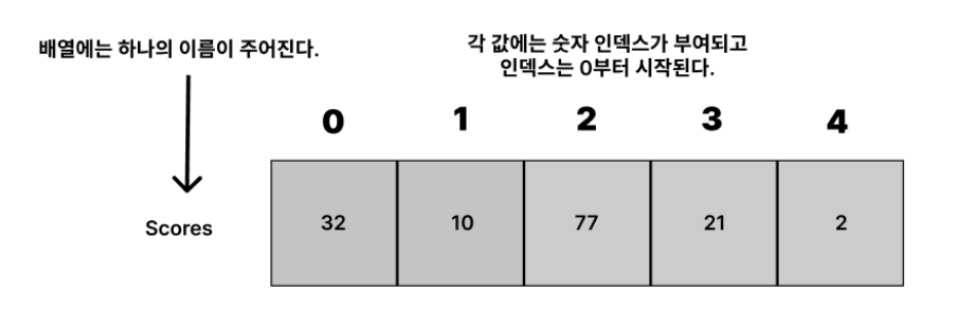 배열에는 하나의 이름이 주어진다.
각 값에는 숫자 인덱스가 부여되고
인덱스는 0부터 시작된다.
0 1 2 3 4
Scores 32 10 77 21 2